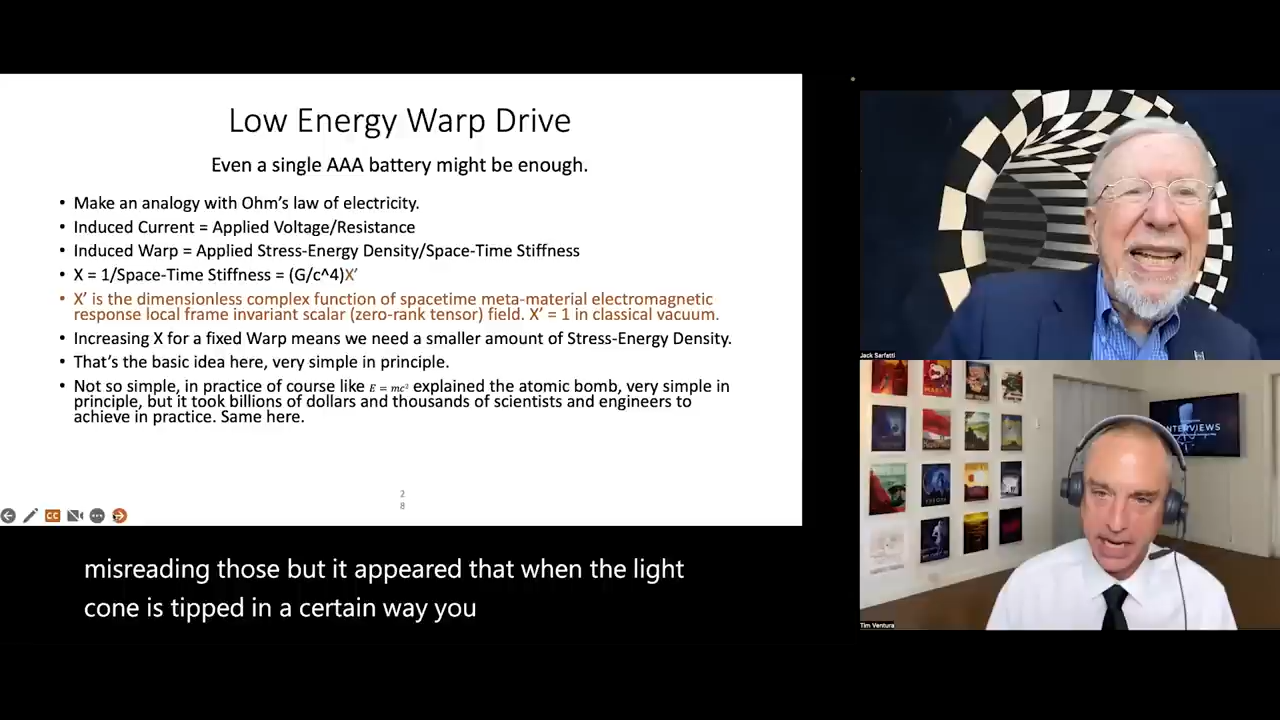 Low Energy Warp Drive
Even a single AAA battery might be enough.
• Make an analogy with Ohm's law of electricity.
• Induced Current = Applied Voltage/Resistance
• Induced Warp = Applied Stress-Energy Density/Space-Time Stiffness
• X = 1/Space-Time Stiffness = (G/c^4)X'
• X' is the dimensionless complex function of spacetime meta-material electromagnetic
response local frame invariant scalar (zero-rank tensor) field. X' = 1 in classical vacuum.
• Increasing X for a fixed Warp means we need a smaller amount of Stress-Energy Density.
• That's the basic idea here, very simple in principle.
• Not so simple, in practice of course like E = mc² explained the atomic bomb, very simple in
principle, but it took billions of dollars and thousands of scientists and engineers to
achieve in practice. Same here.
2
8
CC
misreading those but it appeared that when the light
cone is tipped in a certain way you
Jack Sarfatti
INTERVIEWS
Tim Ventura